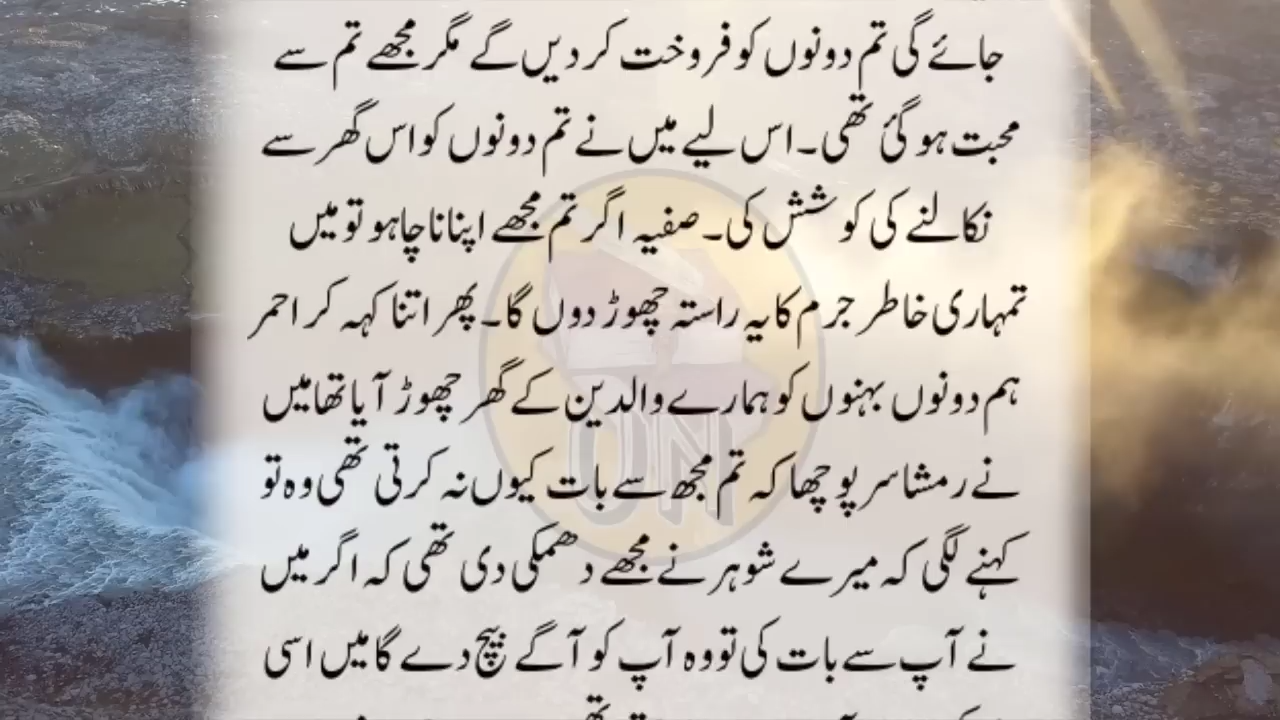 جائے گی تم دونوں کو فروخت کر دیں گے مگر مجھے تم سے
محبت ہو گئی تھی۔ اس لیے میں نے تم دونوں کو اس گھر سے
نکالنے کی کوشش کی۔ صفیہ اگر تم مجھے اپنانا چاہو تو میں
تمہاری خاطر جرم کا یہ راستہ چھوڑ دوں گا۔ پھر اتنا کہہ کر احمر
ہم دونوں بہنوں کو ہمارے والدین کے گھر چھوڑ آیا تھا میں
نے رمشا سر پوچھا کہ تم مجھ سے بات کیوں نہ کرتی تھی وہ تو
کہنے لگی کہ میرے شوہر نے مجھے دھمکی دی تھی کہ اگر میں
نے آپ سے بات کی تو وہ آپ کو آگے بیچ دے گا میں اسی
ON